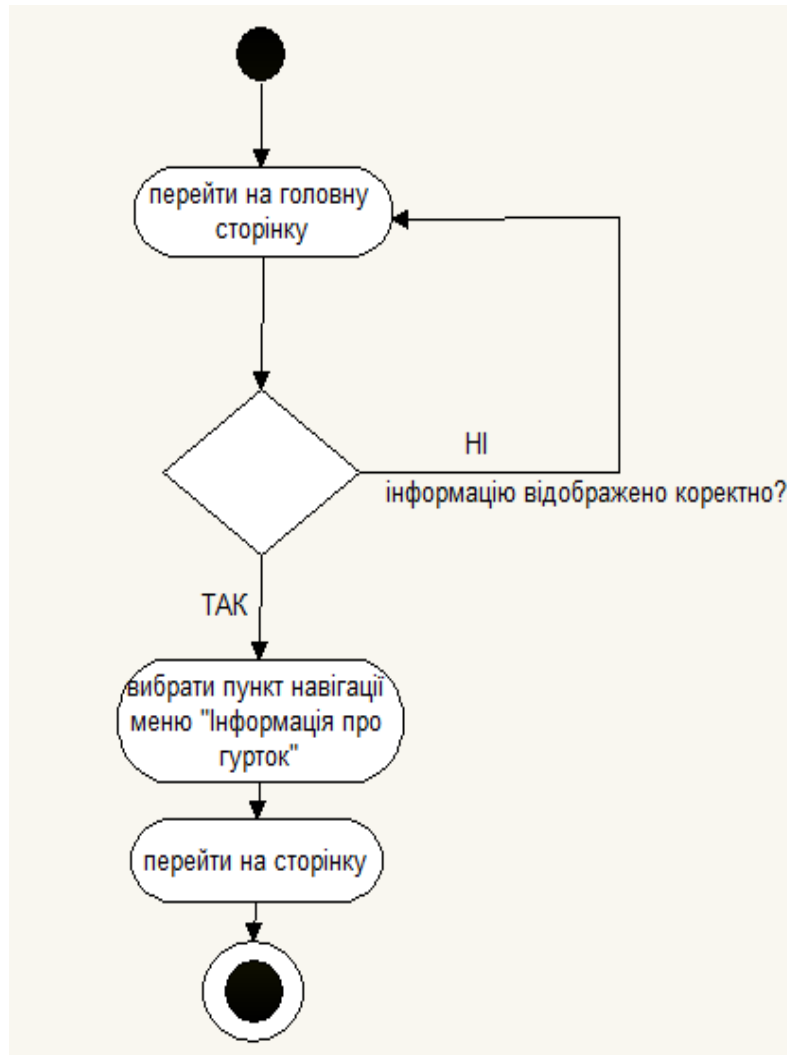 перейти на головну
сторінку
НІ
інформацію відображено коректно?
ТАК
вибрати пункт навігації
меню "Інформація про
гурток"
перейти на сторінку